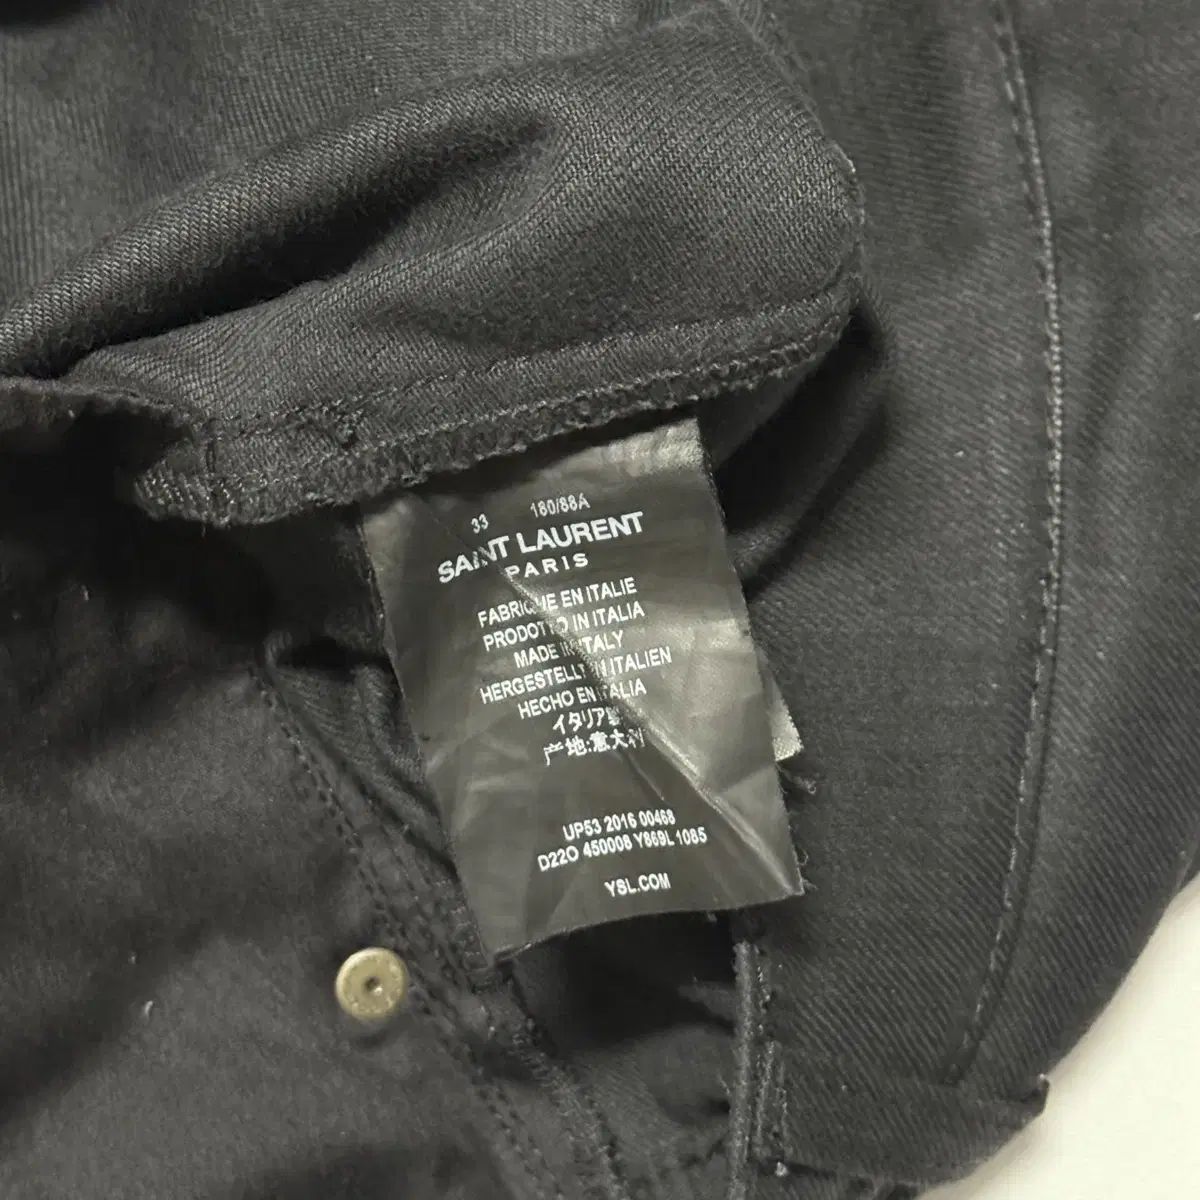 33 180/88A
SAINT LAURENT
PARIS
FABRIQUE EN ITALIE
PRODOTTO IN ITALIA
MADE IN ITALY
HERGESTELLT IN ITALIEN
HECHO EN ITALIA
イタリア製
产地:意大利
UP53 2016 00468
D22O 450008 Y869L 1085
YSL.COM